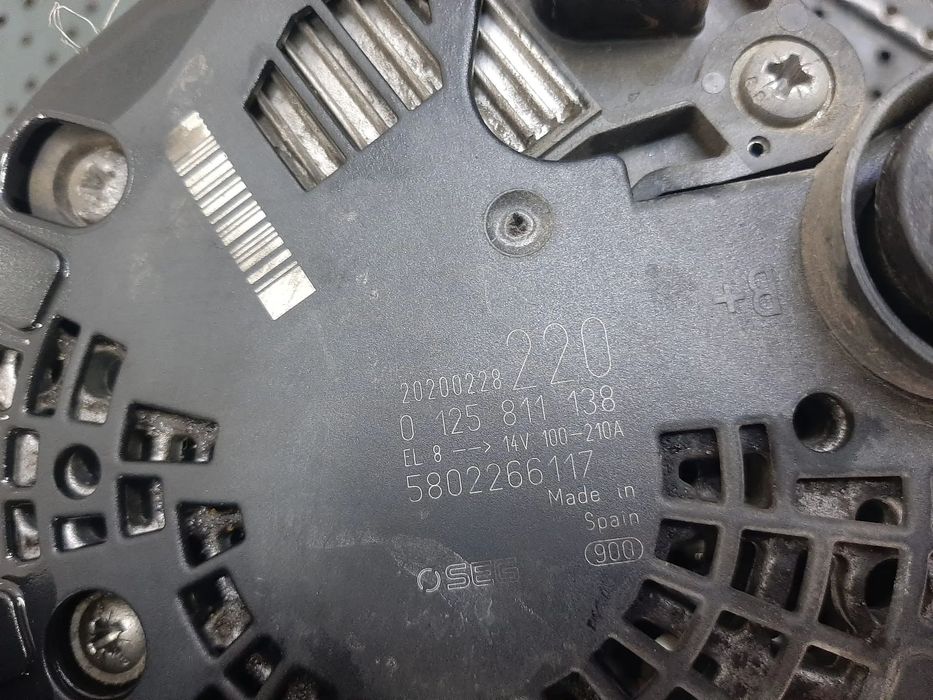 B+
20200228 220
0 125 811 138
EL 8 --> 14V 100-210A
5802266117
Made in
Spain
900
SEG